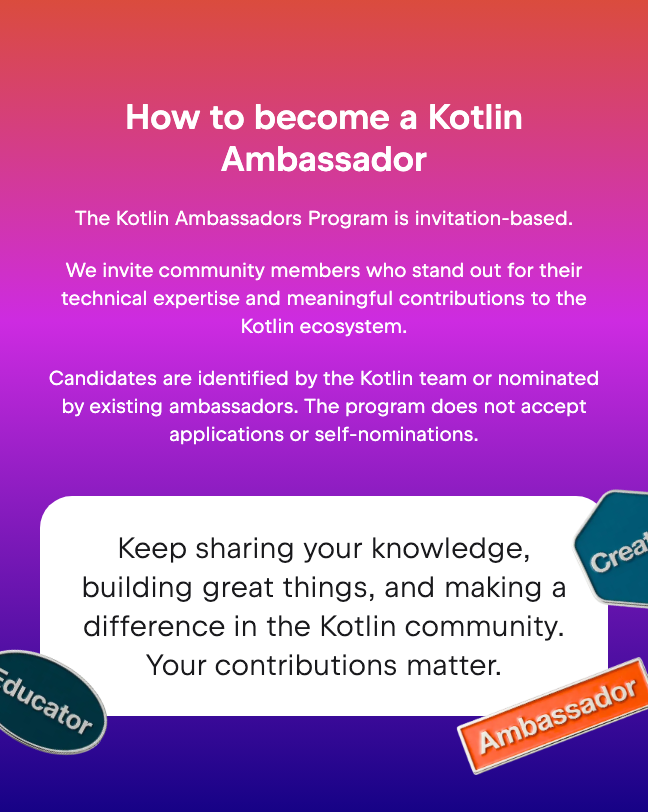 How to become a Kotlin
Ambassador
The Kotlin Ambassadors Program is invitation-based.
We invite community members who stand out for their
technical expertise and meaningful contributions to the
Kotlin ecosystem.
Candidates are identified by the Kotlin team or nominated
by existing ambassadors. The program does not accept
applications or self-nominations.
Keep sharing your knowledge,
building great things, and making a
difference in the Kotlin community.
Your contributions matter.
Educator
Ambassador